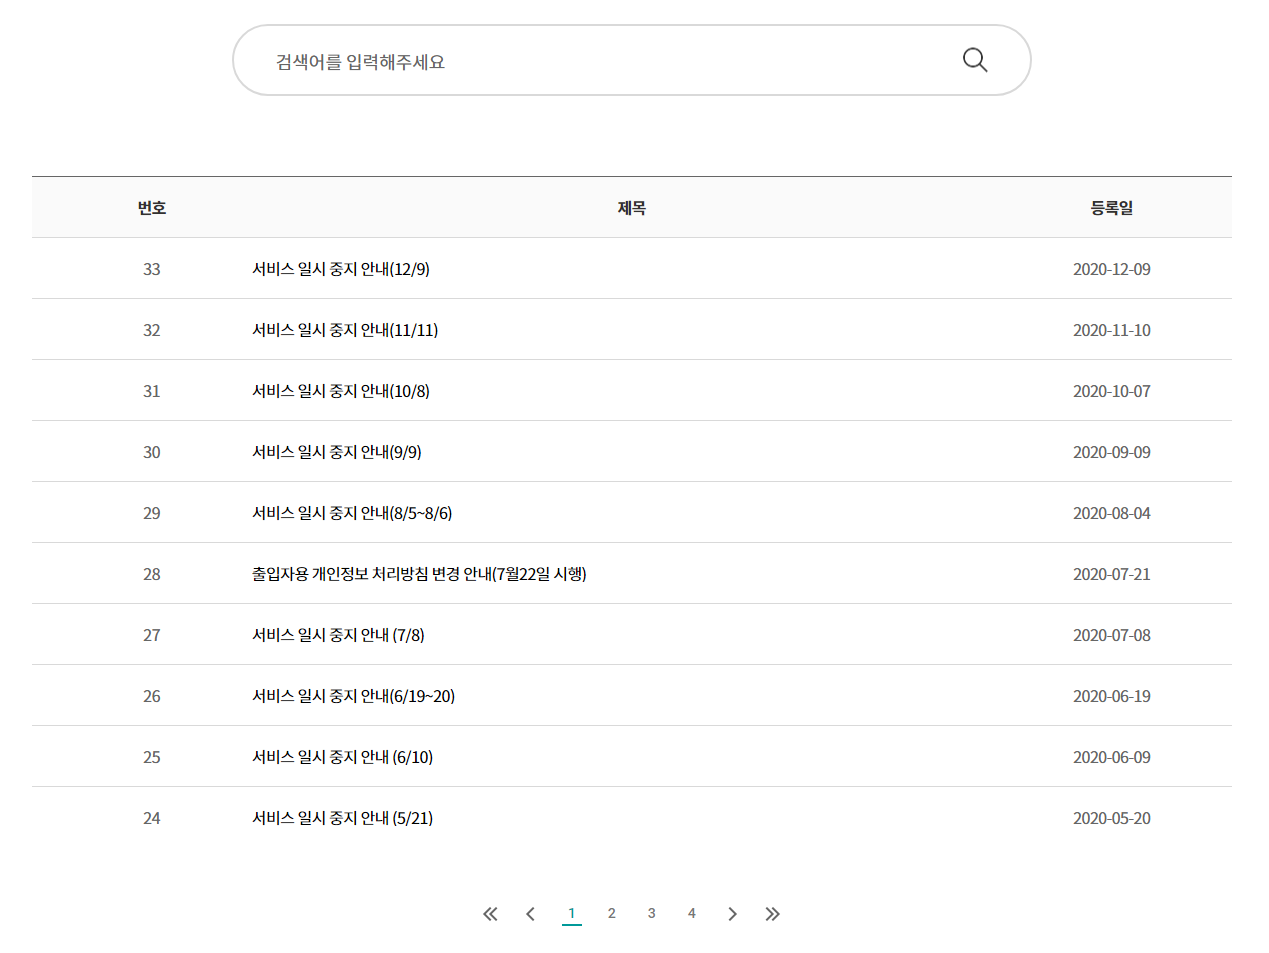 검색어를 입력해주세요
번호 제목 등록일
33 서비스 일시 중지 안내(12/9) 2020-12-09
32 서비스 일시 중지 안내(11/11) 2020-11-10
31 서비스 일시 중지 안내(10/8) 2020-10-07
30 서비스 일시 중지 안내(9/9) 2020-09-09
29 서비스 일시 중지 안내(8/5~8/6) 2020-08-04
28 출입자용 개인정보 처리방침 변경 안내(7월22일 시행) 2020-07-21
27 서비스 일시 중지 안내 (7/8) 2020-07-08
26 서비스 일시 중지 안내(6/19~20) 2020-06-19
25 서비스 일시 중지 안내 (6/10) 2020-06-09
24 서비스 일시 중지 안내 (5/21) 2020-05-20
1 2 3 4